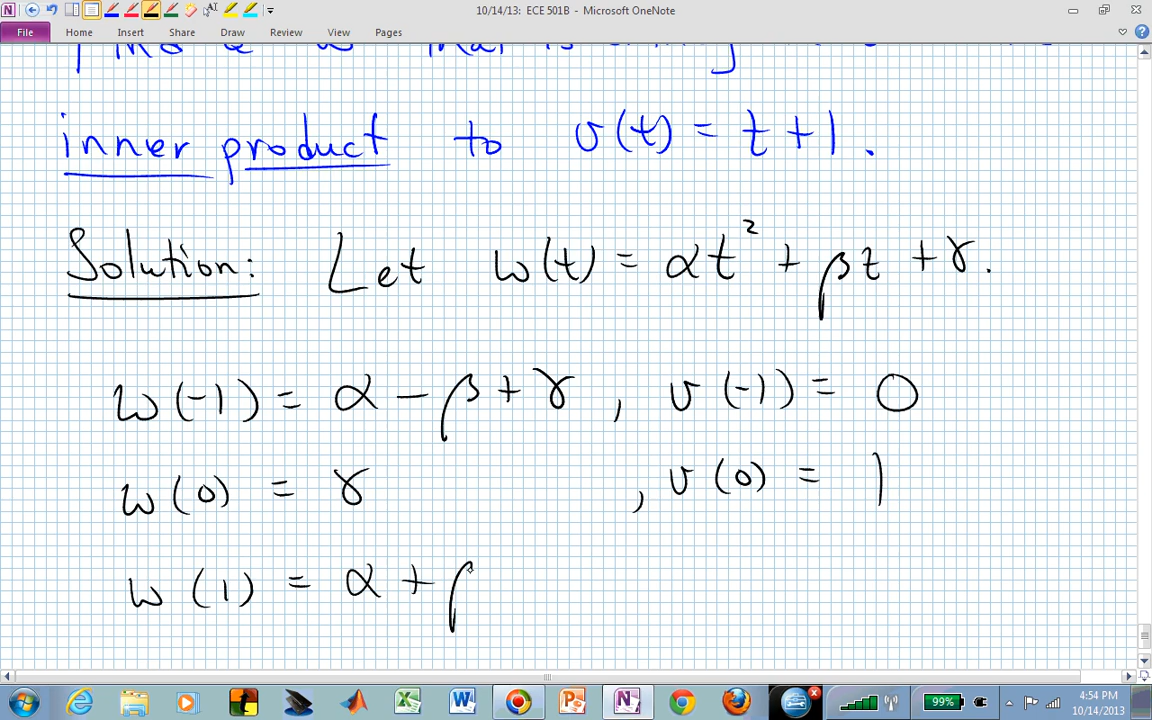 10/14/13: ECE 501B - Microsoft OneNote
File Home Insert Share Draw Review View Pages
inner product to v(t) = t + 1.
Solution: Let w(t) = αt² + βt + γ.
w(-1) = α - β + γ , v(-1) = 0
w(0) = γ , v(0) = 1
w(1) = α + β
99% 4:54 PM
10/14/2013